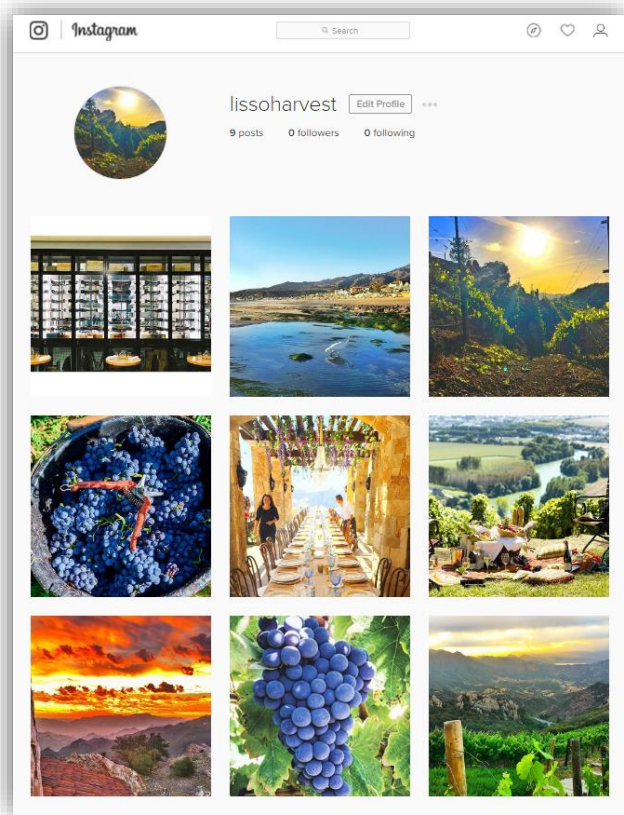 Instagram
Search
lissoharvest Edit Profile
9 posts 0 followers 0 following